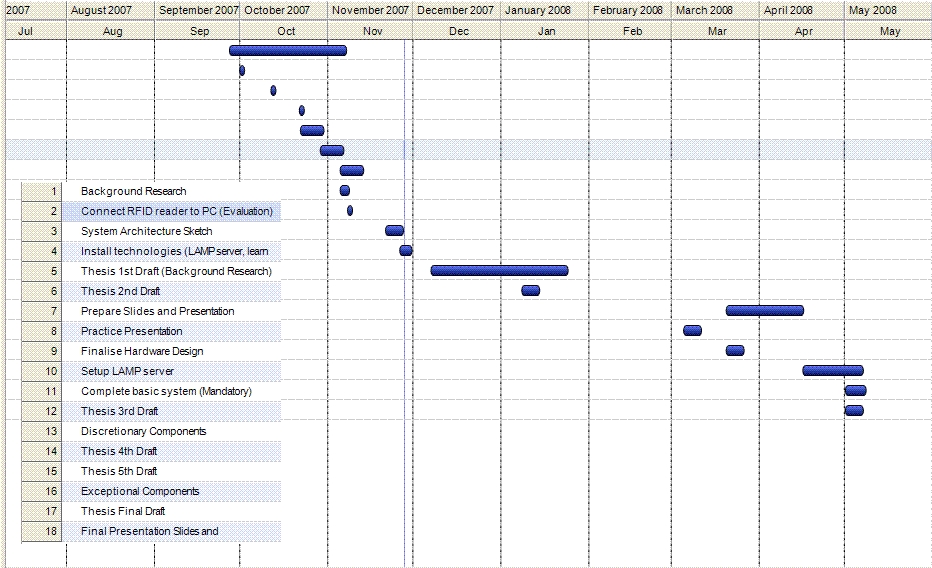 2007 August 2007 September 2007 October 2007 November 2007 December 2007 January 2008 February 2008 March 2008 April 2008 May 2008
Jul Aug Sep Oct Nov Dec Jan Feb Mar Apr May
1 Background Research
2 Connect RFID reader to PC (Evaluation)
3 System Architecture Sketch
4 Install technologies (LAMP server, learn
5 Thesis 1st Draft (Background Research)
6 Thesis 2nd Draft
7 Prepare Slides and Presentation
8 Practice Presentation
9 Finalise Hardware Design
10 Setup LAMP server
11 Complete basic system (Mandatory)
12 Thesis 3rd Draft
13 Discretionary Components
14 Thesis 4th Draft
15 Thesis 5th Draft
16 Exceptional Components
17 Thesis Final Draft
18 Final Presentation Slides and